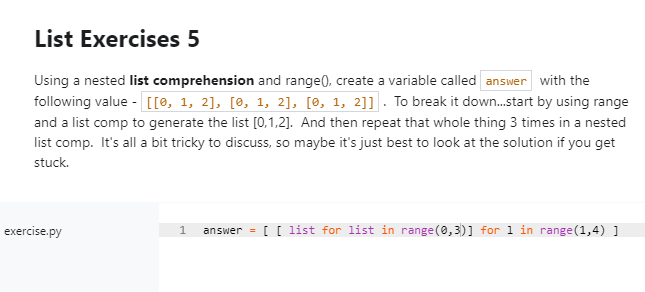 List Exercises 5
Using a nested list comprehension and range(), create a variable called answer with the
following value - [[0, 1, 2], [0, 1, 2], [0, 1, 2]] . To break it down...start by using range
and a list comp to generate the list [0,1,2]. And then repeat that whole thing 3 times in a nested
list comp. It's all a bit tricky to discuss, so maybe it's just best to look at the solution if you get
stuck.
exercise.py
1 answer = [ [ list for list in range(0,3)] for l in range(1,4) ]